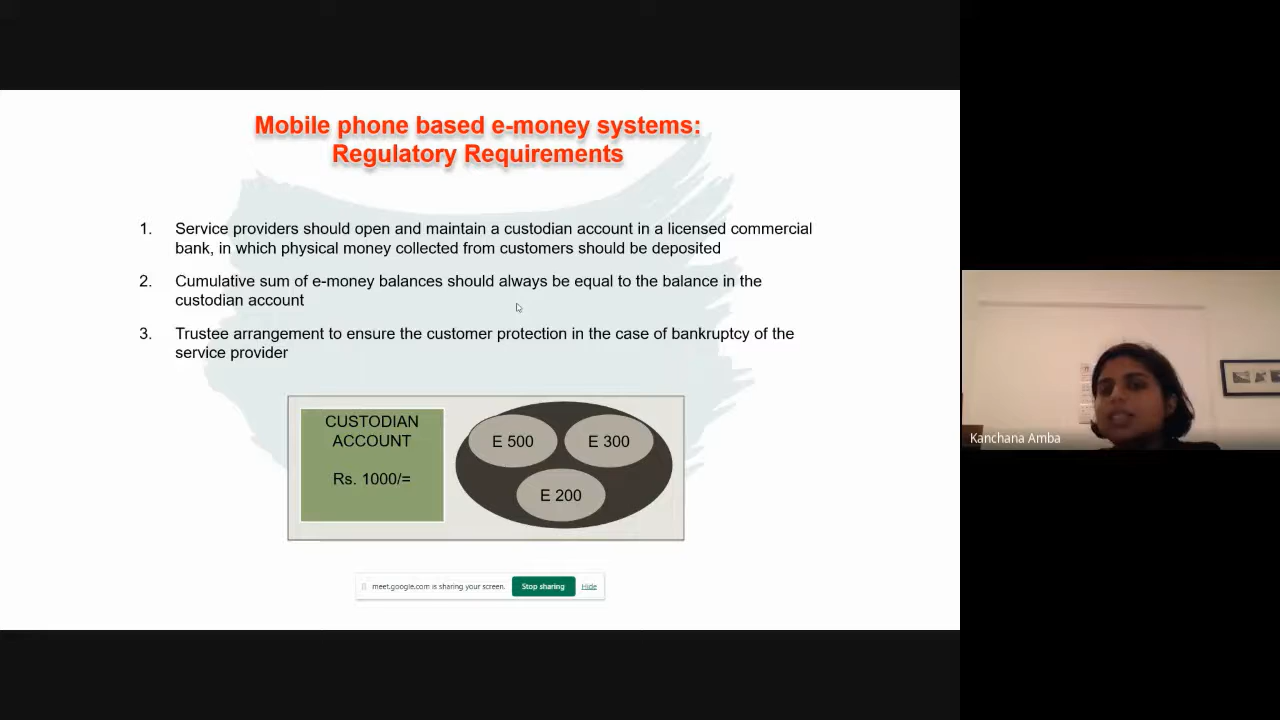 Mobile phone based e-money systems:
Regulatory Requirements
1. Service providers should open and maintain a custodian account in a licensed commercial
bank, in which physical money collected from customers should be deposited
2. Cumulative sum of e-money balances should always be equal to the balance in the
custodian account
3. Trustee arrangement to ensure the customer protection in the case of bankruptcy of the
service provider
CUSTODIAN
ACCOUNT
Rs. 1000/=
E 500
E 300
E 200
meet.google.com is sharing your screen.
Stop sharing
Hide
Kanchana Amba